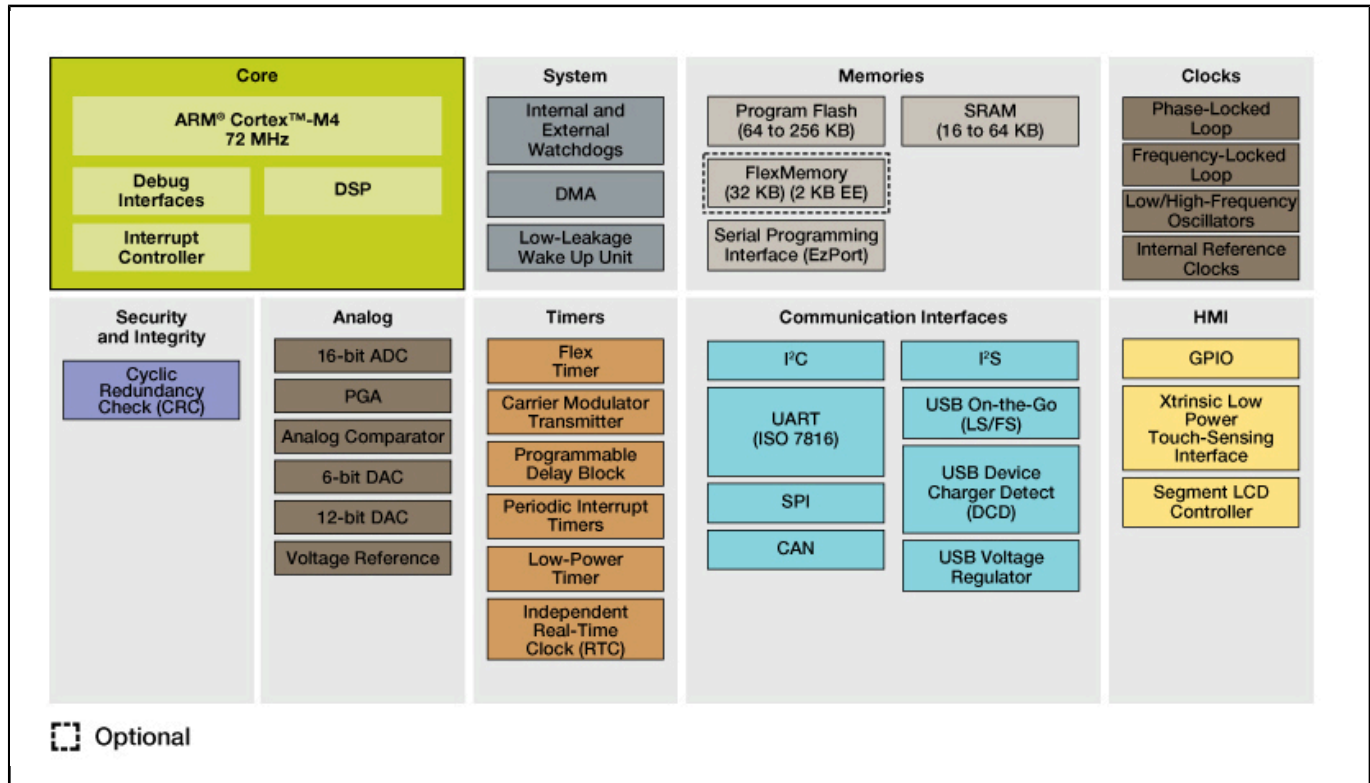 Core
ARM® Cortex™-M4
72 MHz
Debug
Interfaces
DSP
Interrupt
Controller
System
Internal and
External
Watchdogs
DMA
Low-Leakage
Wake Up Unit
Memories
Program Flash
(64 to 256 KB)
SRAM
(16 to 64 KB)
FlexMemory
(32 KB) (2 KB EE)
Serial Programming
Interface (EzPort)
Clocks
Phase-Locked
Loop
Frequency-Locked
Loop
Low/High-Frequency
Oscillators
Internal Reference
Clocks
Security
and Integrity
Cyclic
Redundancy
Check (CRC)
Analog
16-bit ADC
PGA
Analog Comparator
6-bit DAC
12-bit DAC
Voltage Reference
Timers
Flex
Timer
Carrier Modulator
Transmitter
Programmable
Delay Block
Periodic Interrupt
Timers
Low-Power
Timer
Independent
Real-Time
Clock (RTC)
Communication Interfaces
I²C
I²S
UART
(ISO 7816)
USB On-the-Go
(LS/FS)
USB Device
Charger Detect
(DCD)
SPI
CAN
USB Voltage
Regulator
HMI
GPIO
Xtrinsic Low
Power
Touch-Sensing
Interface
Segment LCD
Controller
Optional